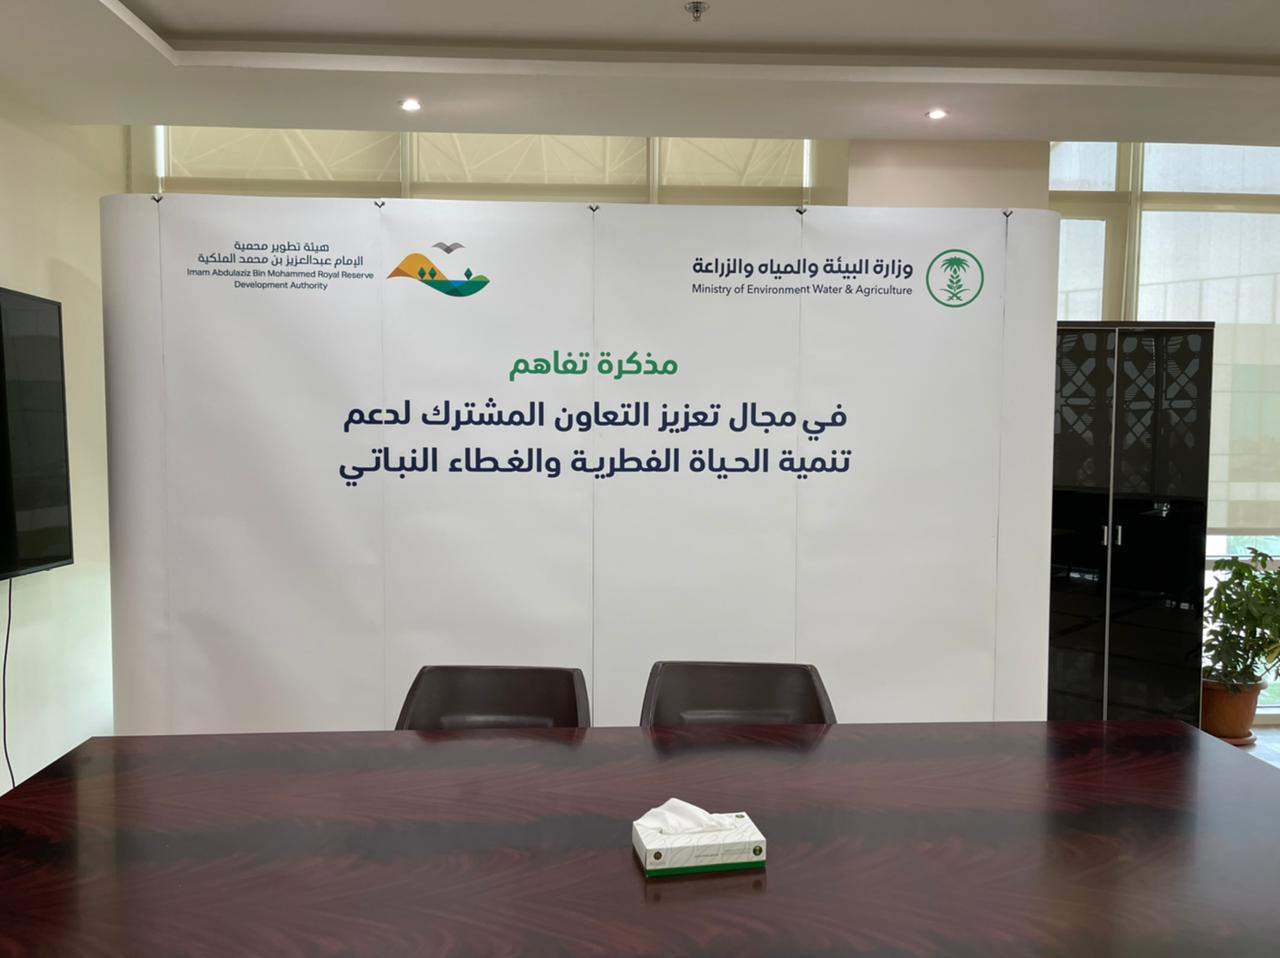 وزارة البيئة والمياه والزراعة
Ministry of Environment Water & Agriculture
هيئة تطوير محمية
الإمام عبدالعزيز بن محمد الملكية
Imam Abdulaziz Bin Mohammed Royal Reserve
Development Authority
مذكرة تفاهم
في مجال تعزيز التعاون المشترك لدعم
تنمية الحياة الفطرية والغطاء النباتي